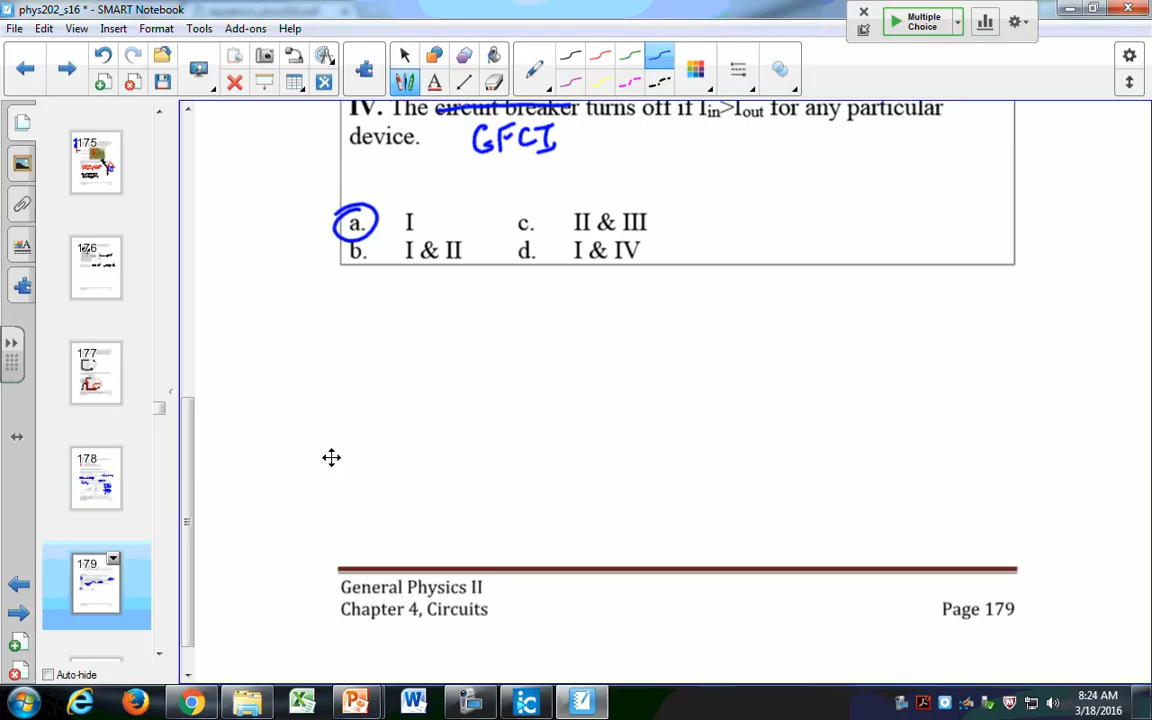 phys202_s16 * - SMART Notebook
File Edit View Insert Format Tools Add-ons Help
Multiple
Choice
175
176
177
178
179
IV. The circuit breaker turns off if Iin>Iout for any particular
device. GFCI
a. I c. II & III
b. I & II d. I & IV
General Physics II
Chapter 4, Circuits Page 179
Auto-hide
8:24 AM
3/18/2016